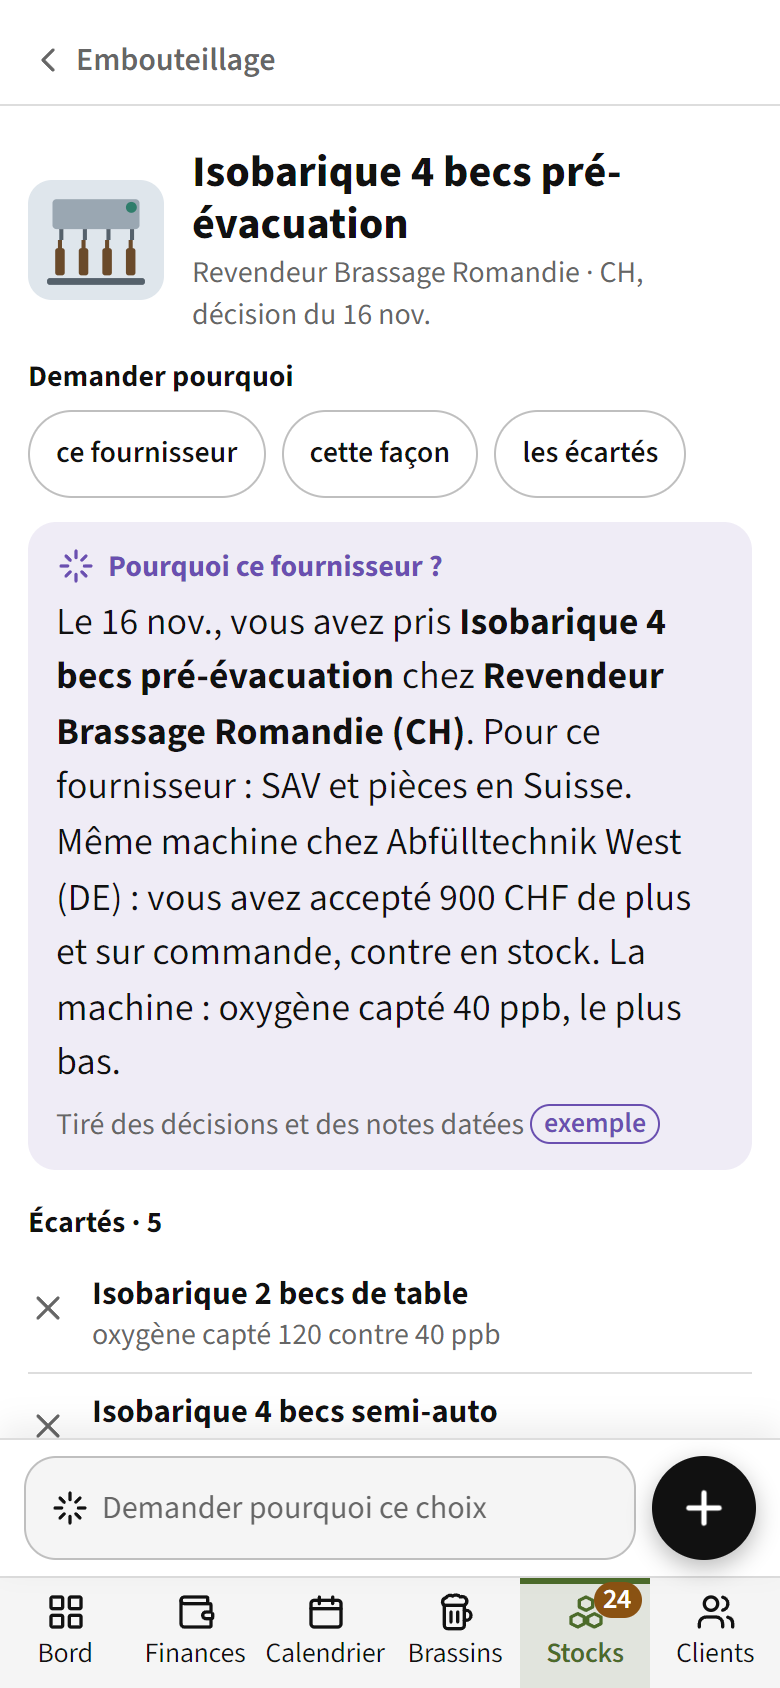 Embouteillage
Isobarique 4 becs pré-
évacuation
Revendeur Brassage Romandie · CH,
décision du 16 nov.
Demander pourquoi
ce fournisseur
cette façon
les écartés
Pourquoi ce fournisseur ?
Le 16 nov., vous avez pris Isobarique 4
becs pré-évacuation chez Revendeur
Brassage Romandie (CH). Pour ce
fournisseur : SAV et pièces en Suisse.
Même machine chez Abfülltechnik West
(DE) : vous avez accepté 900 CHF de plus
et sur commande, contre en stock. La
machine : oxygène capté 40 ppb, le plus
bas.
Tiré des décisions et des notes datées exemple
Écartés · 5
Isobarique 2 becs de table
oxygène capté 120 contre 40 ppb
Isobarique 4 becs semi-auto
Demander pourquoi ce choix
24
Bord
Finances
Calendrier
Brassins
Stocks
Clients